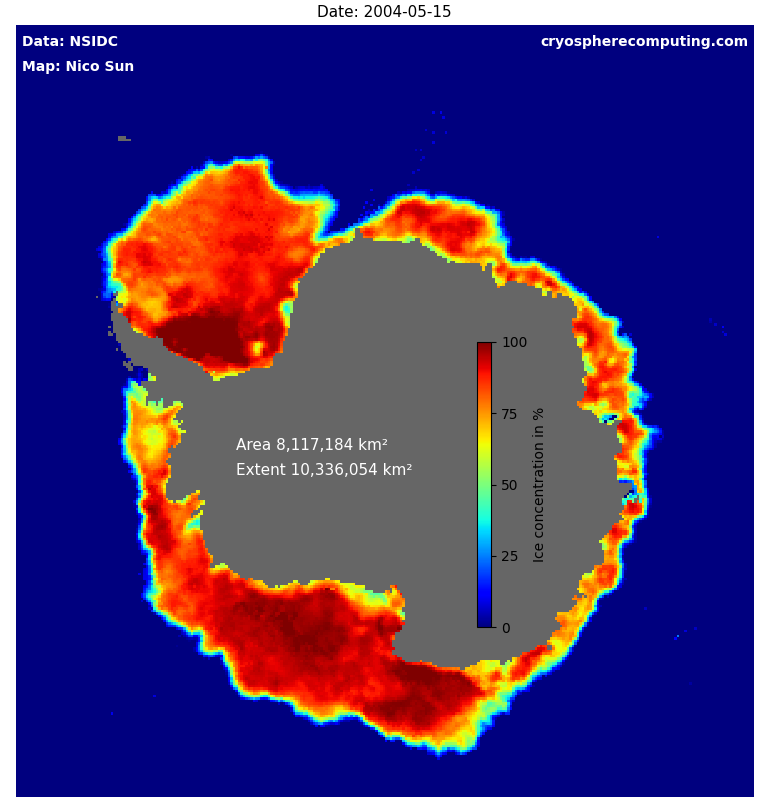 Date: 2004-05-15
Data: NSIDC
cryospherecomputing.com
Map: Nico Sun
Area 8,117,184 km²
Extent 10,336,054 km²
100
75
50
25
0
Ice concentration in %